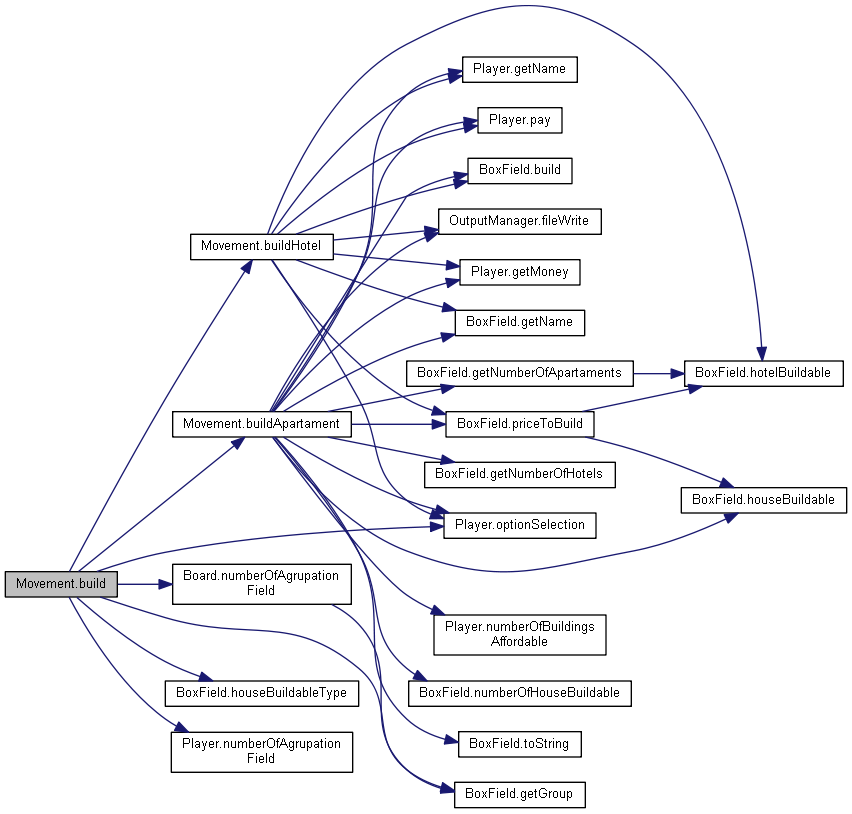 Player.getName
Player.pay
BoxField.build
OutputManager.fileWrite
Movement.buildHotel
Player.getMoney
BoxField.getName
BoxField.getNumberOfApartaments
BoxField.hotelBuildable
Movement.buildApartament
BoxField.priceToBuild
BoxField.getNumberOfHotels
BoxField.houseBuildable
Player.optionSelection
Movement.build
Board.numberOfAgrupation
Field
Player.numberOfBuildings
Affordable
BoxField.houseBuildableType
BoxField.numberOfHouseBuildable
Player.numberOfAgrupation
Field
BoxField.toString
BoxField.getGroup